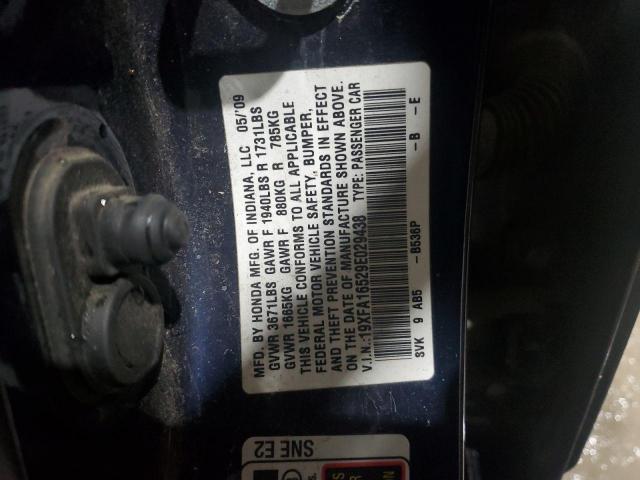 MFD. BY HONDA MFG. OF INDIANA, LLC 05/'09
GVWR 3671LBS GAWR F 1940LBS R 1731LBS
GVWR 1665KG GAWR F 880KG R 785KG
THIS VEHICLE CONFORMS TO ALL APPLICABLE
FEDERAL MOTOR VEHICLE SAFETY, BUMPER,
AND THEFT PREVENTION STANDARDS IN EFFECT
ON THE DATE OF MANUFACTURE SHOWN ABOVE.
V.I.N.:19XFA16529E029438 TYPE: PASSENGER CAR
SVK 9 AB5 -B536P -B -E
SNE E2